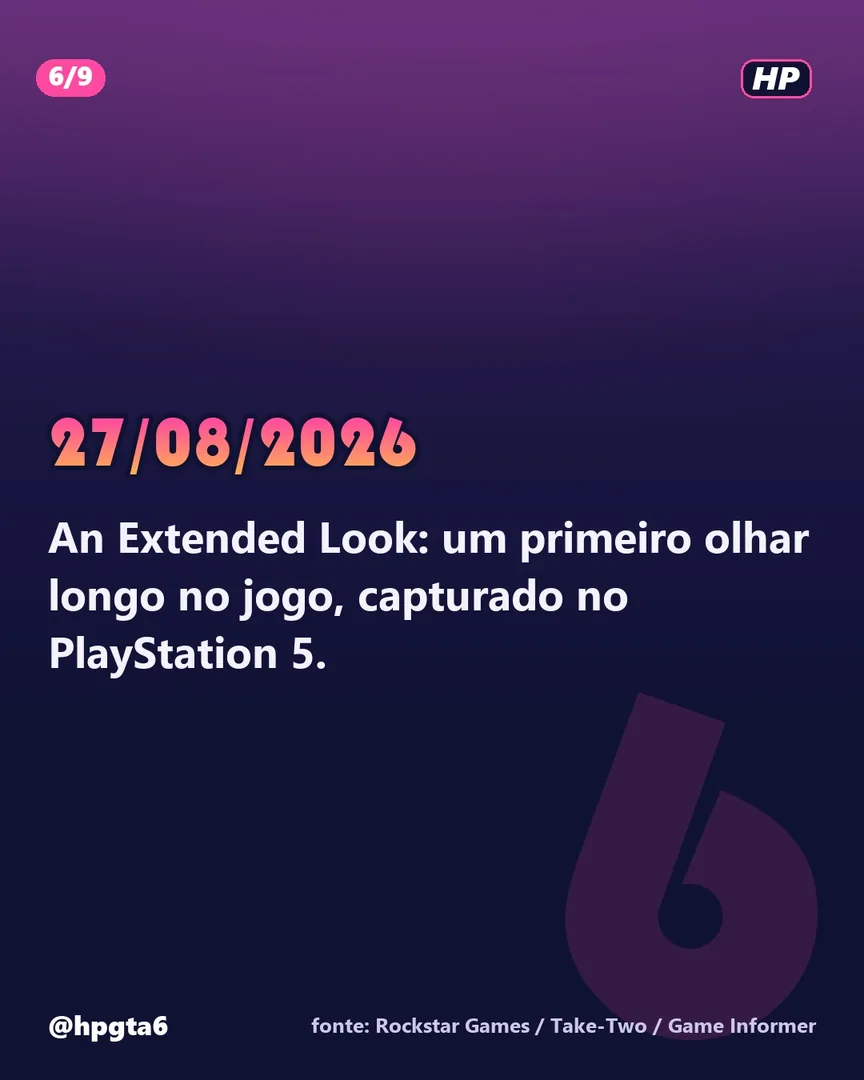 6/9
HP
27/08/2026
An Extended Look: um primeiro olhar
longo no jogo, capturado no
PlayStation 5.
6
@hpgta6
fonte: Rockstar Games / Take-Two / Game Informer